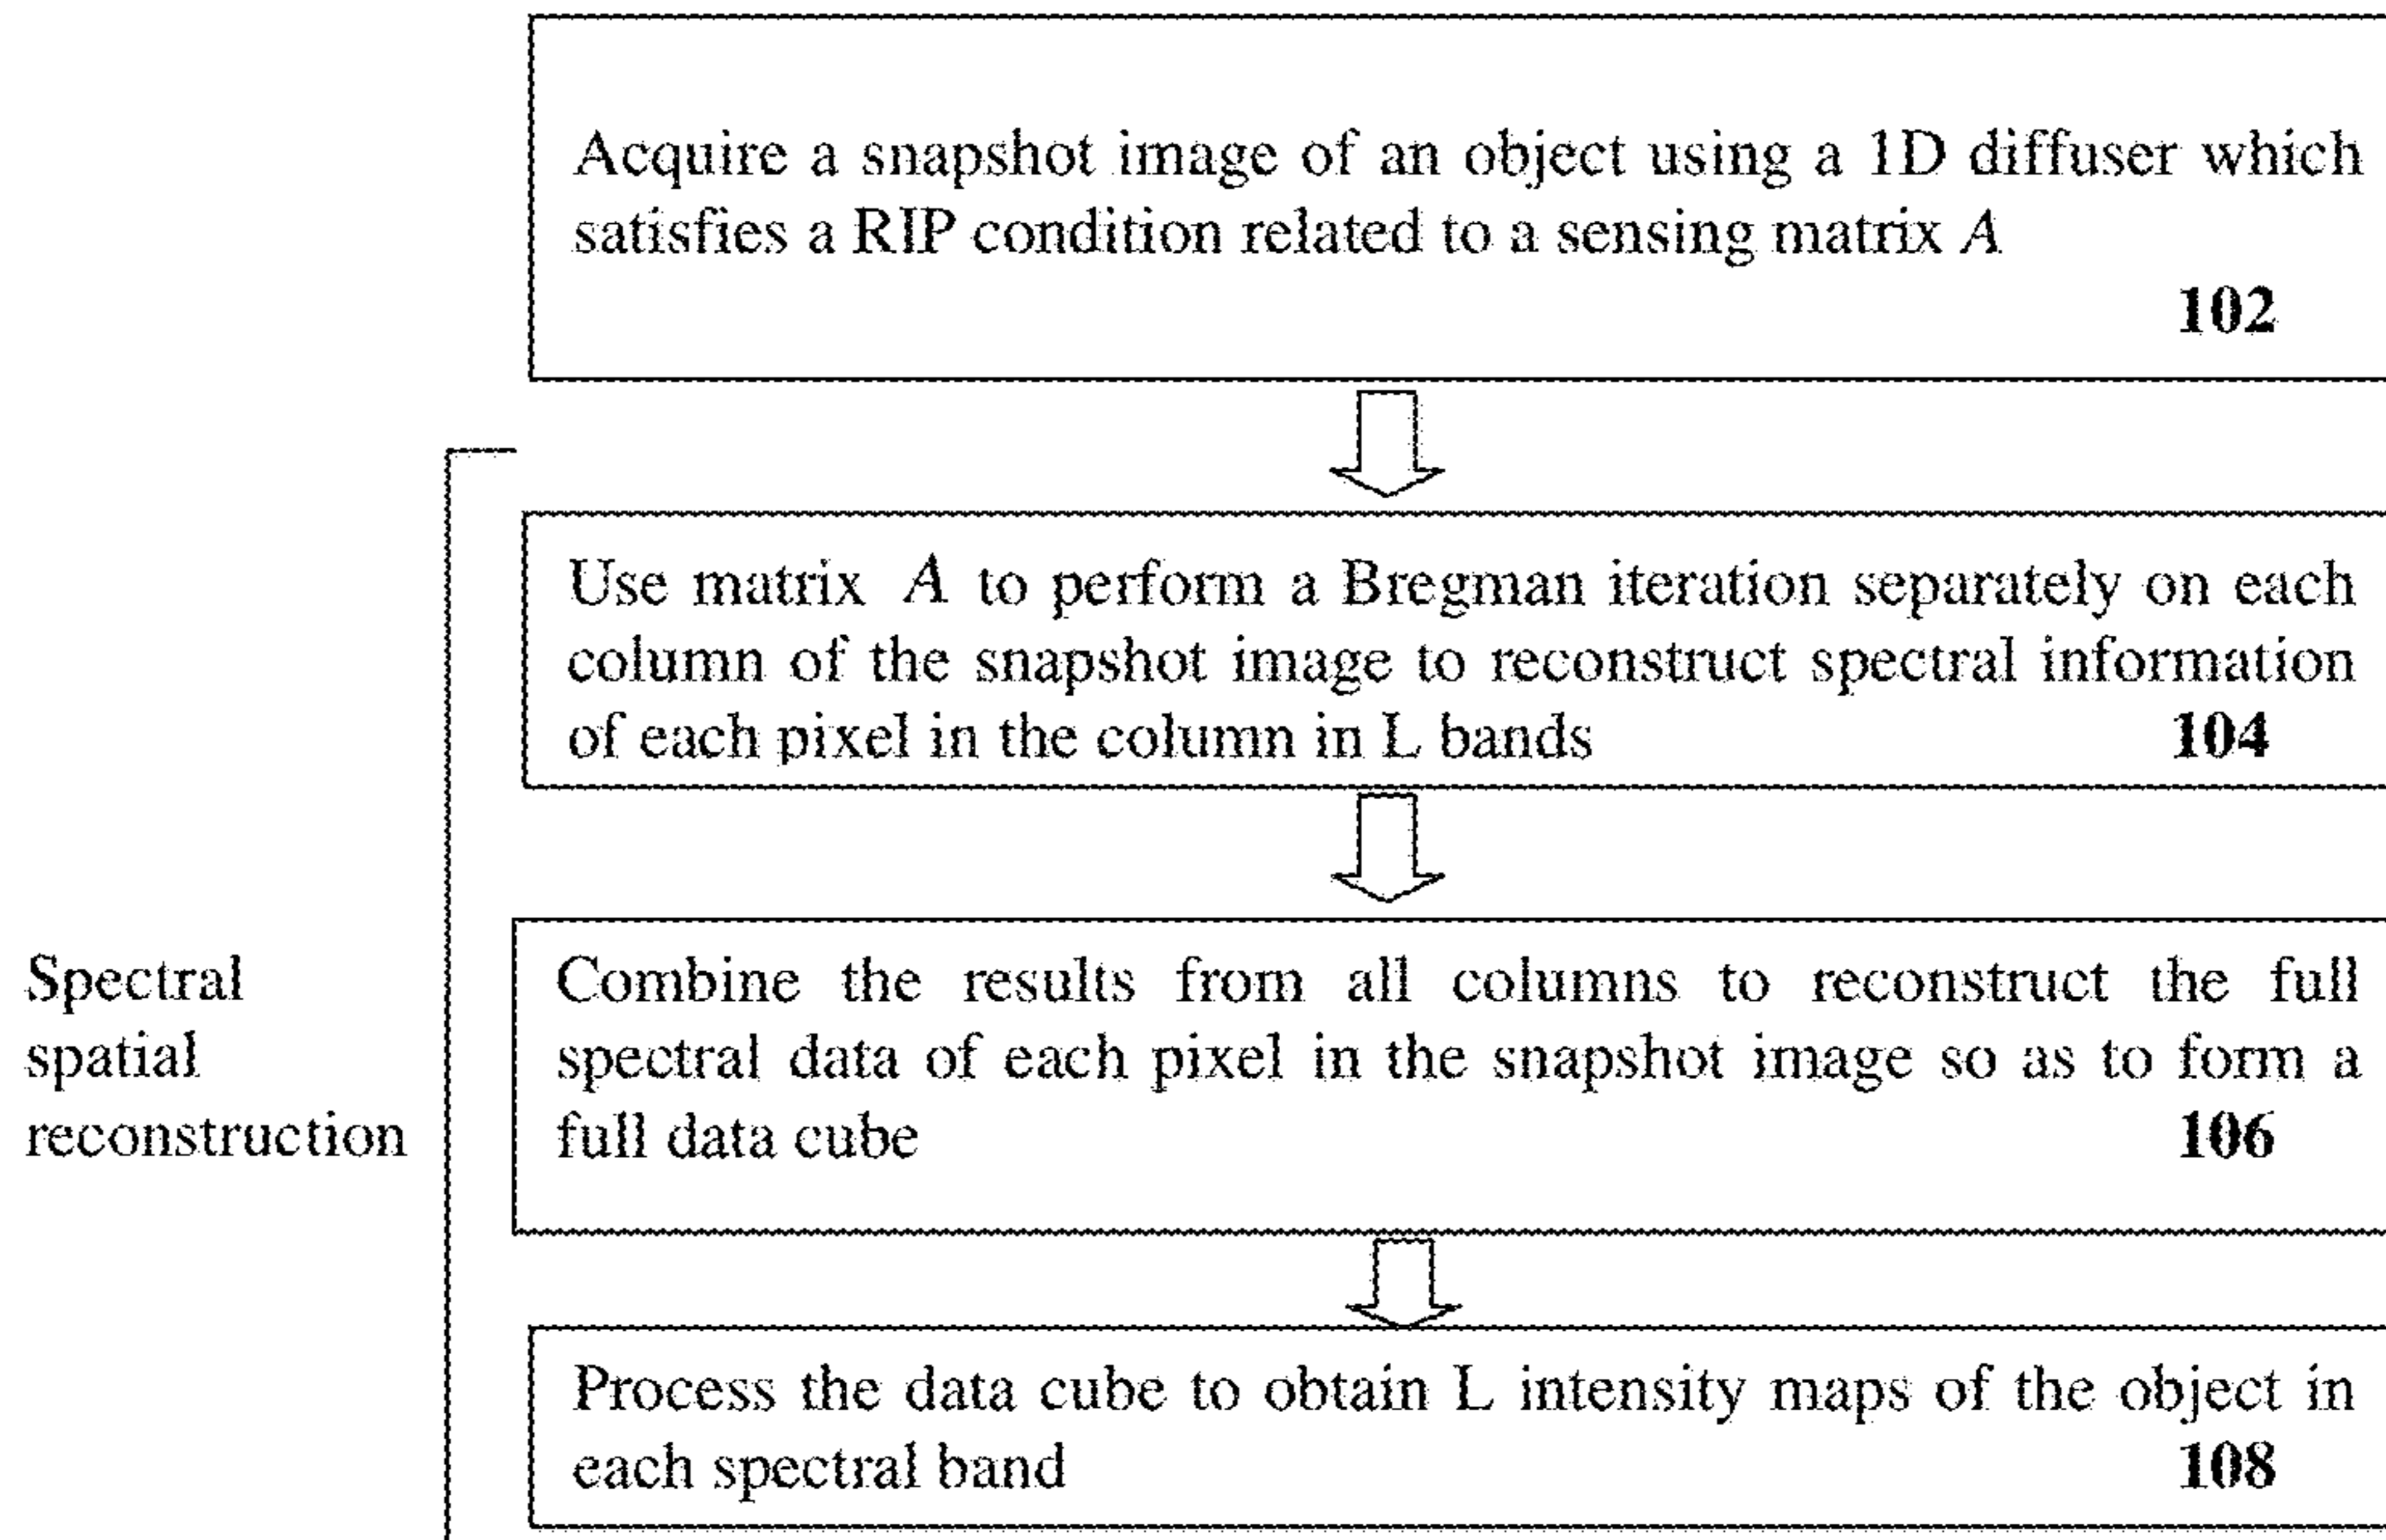 Acquire a snapshot image of an object using a 1D diffuser which
satisfies a RIP condition related to a sensing matrix A
102
Use matrix A to perform a Bregman iteration separately on each
column of the snapshot image to reconstruct spectral information
of each pixel in the column in L bands 104
Spectral
spatial
reconstruction
Combine the results from all columns to reconstruct the full
spectral data of each pixel in the snapshot image so as to form a
full data cube 106
Process the data cube to obtain L intensity maps of the object in
each spectral band 108